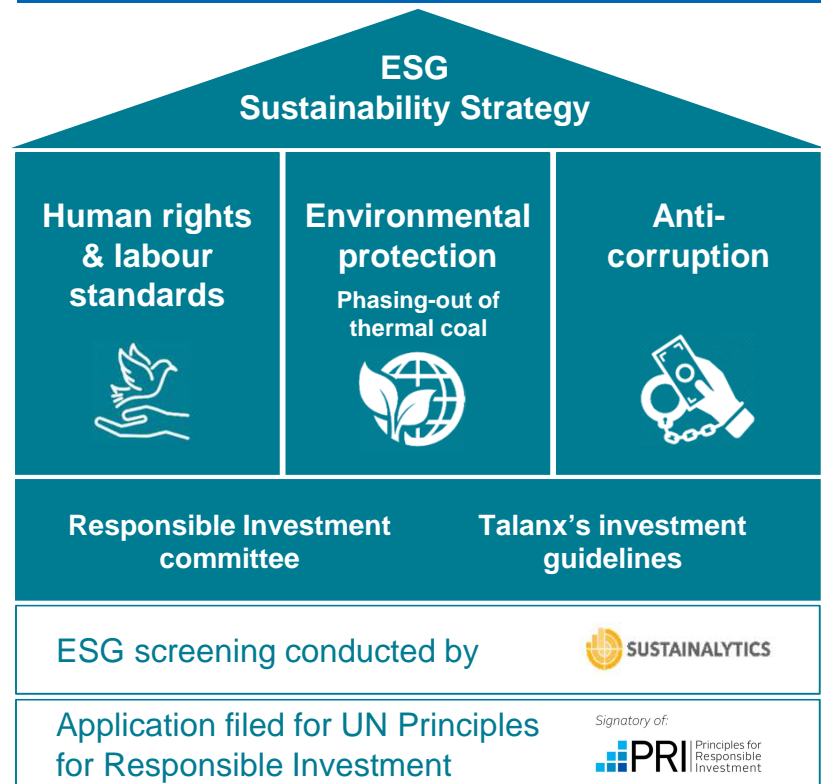 ESG
Sustainability Strategy
Human rights
& labour
standards
Environmental
protection
Phasing-out of
thermal coal
Anti-
corruption
Responsible Investment
committee
Talanx’s investment
guidelines
ESG screening conducted by
SUSTAINALYTICS
Application filed for UN Principles
for Responsible Investment
Signatory of:
PRI Principles for
Responsible
Investment